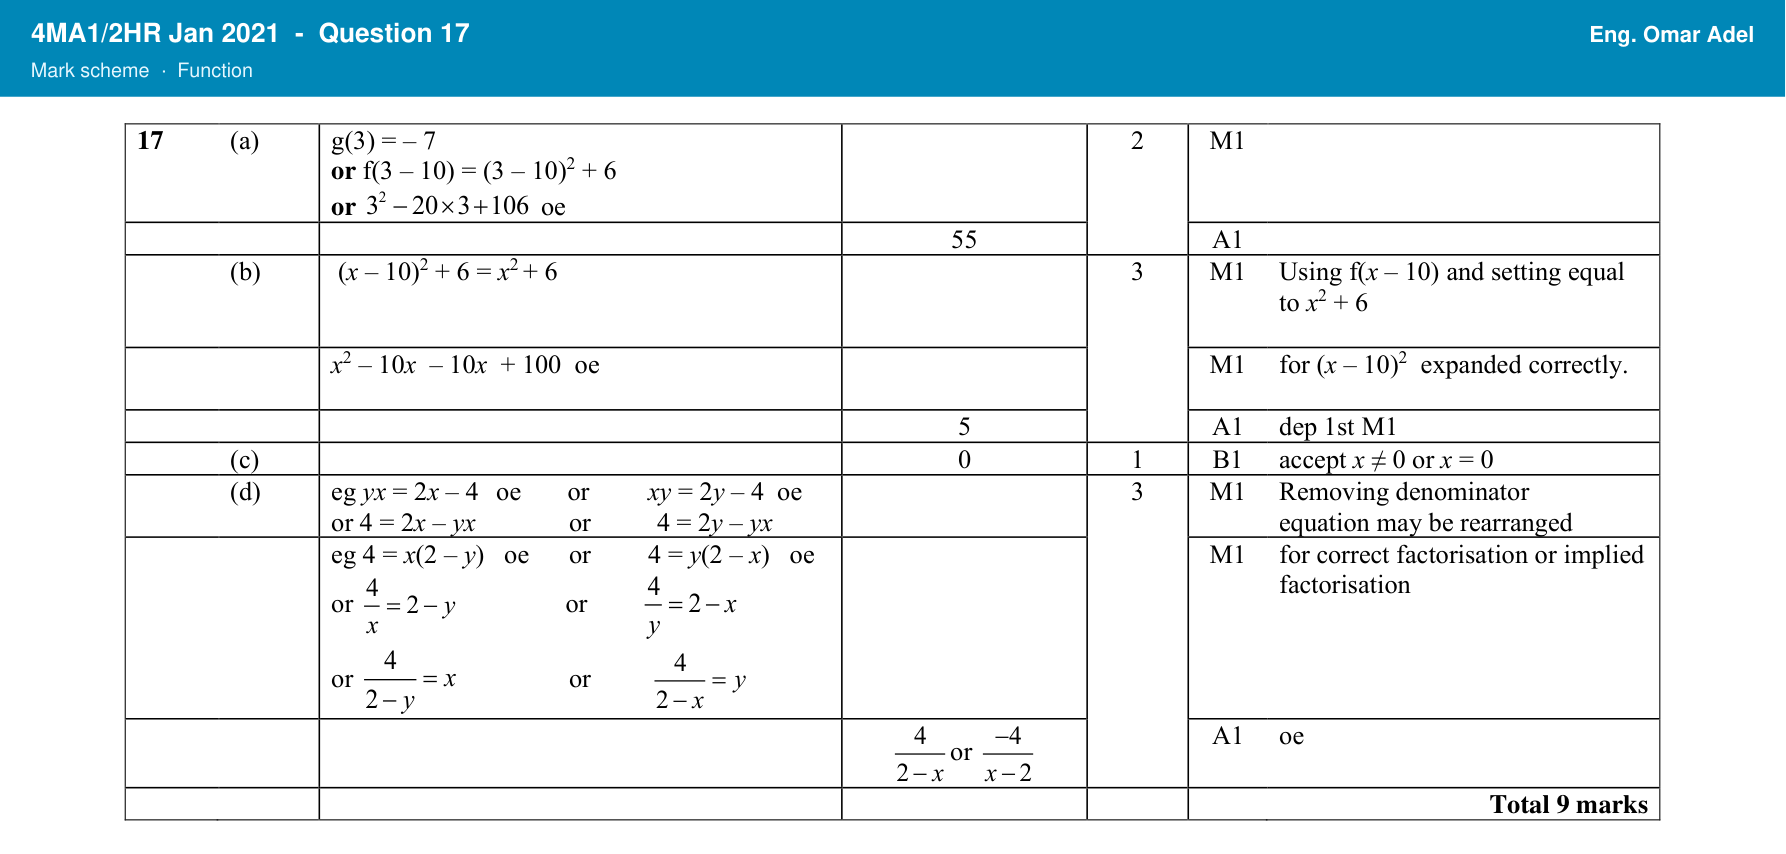 4MA1/2HR Jan 2021 - Question 17
Eng. Omar Adel
Mark scheme · Function
17 (a) g(3) = – 7 2 M1
or f(3 – 10) = (3 – 10)² + 6
or 3² – 20×3+106 oe
55 A1
(b) (x – 10)² + 6 = x² + 6 3 M1 Using f(x – 10) and setting equal
to x² + 6
x² – 10x – 10x + 100 oe M1 for (x – 10)² expanded correctly.
5 A1 dep 1st M1
(c) 0 1 B1 accept x ≠ 0 or x = 0
(d) eg yx = 2x – 4 oe or xy = 2y – 4 oe 3 M1 Removing denominator
or 4 = 2x – yx or 4 = 2y – yx equation may be rearranged
eg 4 = x(2 – y) oe or 4 = y(2 – x) oe M1 for correct factorisation or implied
factorisation
or 4/x = 2 – y or 4/y = 2 – x
or 4/(2 – y) = x or 4/(2 – x) = y
4/(2 – x) or –4/(x – 2) A1 oe
Total 9 marks